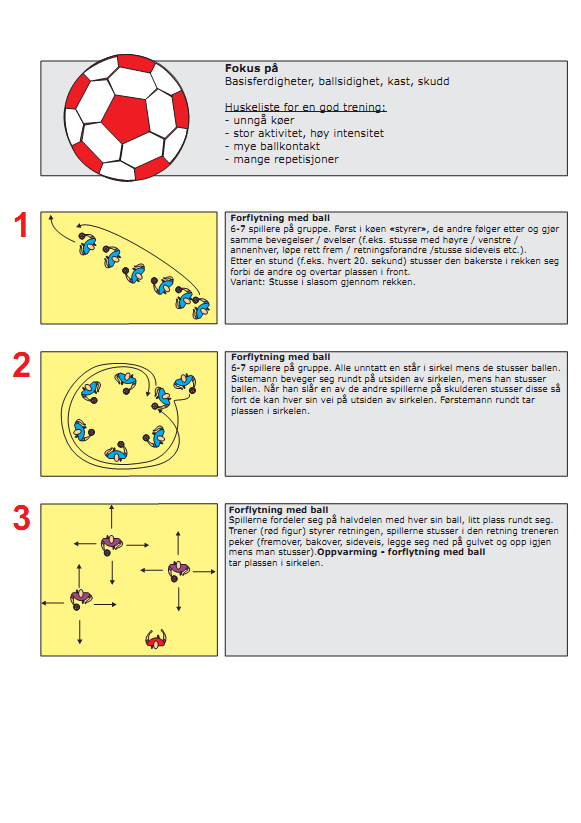 Fokus på
Basisferdigheter, ballsidighet, kast, skudd
Huskeliste for en god trening:
- unngå køer
- stor aktivitet, høy intensitet
- mye ballkontakt
- mange repetisjoner
1
Forflytning med ball
6-7 spillere på gruppe. Først i køen «styrer», de andre følger etter og gjør
samme bevegelser / øvelser (f.eks. stusse med høyre / venstre /
annenhver, løpe rett frem / retningsforandre /stusse sideveis etc.).
Etter en stund (f.eks. hvert 20. sekund) stusser den bakerste i rekken seg
forbi de andre og overtar plassen i front.
Variant: Stusse i slasom gjennom rekken.
2
Forflytning med ball
6-7 spillere på gruppe. Alle unntatt en står i sirkel mens de stusser ballen.
Sistemann beveger seg rundt på utsiden av sirkelen, mens han stusser
ballen. Når han slår en av de andre spillerne på skulderen stusser disse så
fort de kan hver sin vei på utsiden av sirkelen. Førstemann rundt tar
plassen i sirkelen.
3
Forflytning med ball
Spillerne fordeler seg på halvdelen med hver sin ball, litt plass rundt seg.
Trener (rød figur) styrer retningen, spillerne stusser i den retning treneren
peker (fremover, bakover, sideveis, legge seg ned på gulvet og opp igjen
mens man stusser).Oppvarming - forflytning med ball
tar plassen i sirkelen.